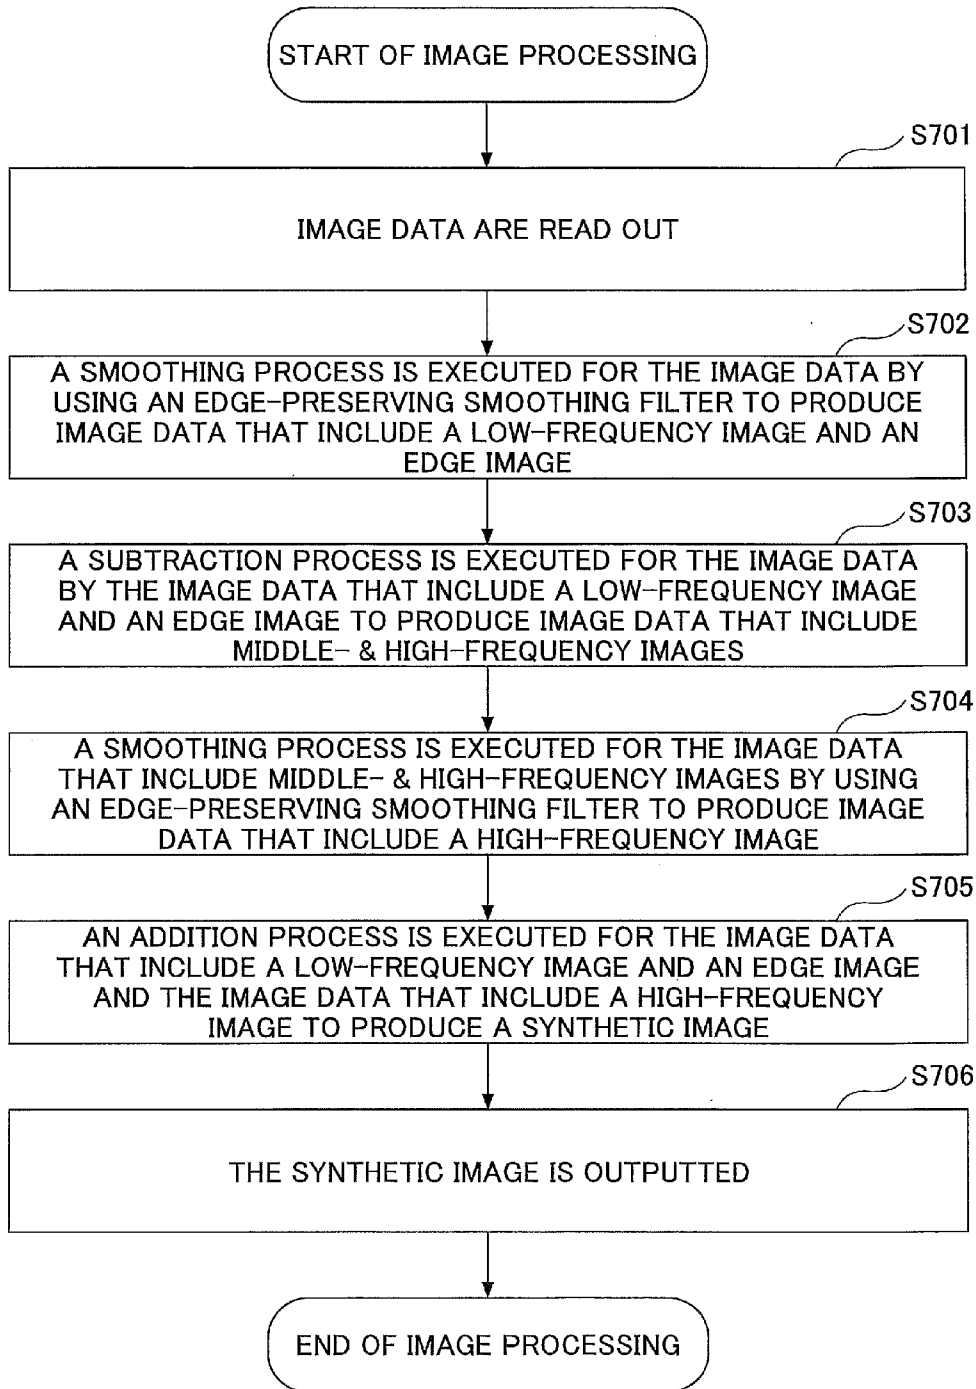 START OF IMAGE PROCESSING
S701
IMAGE DATA ARE READ OUT
S702
A SMOOTHING PROCESS IS EXECUTED FOR THE IMAGE DATA BY
USING AN EDGE-PRESERVING SMOOTHING FILTER TO PRODUCE
IMAGE DATA THAT INCLUDE A LOW-FREQUENCY IMAGE AND AN
EDGE IMAGE
S703
A SUBTRACTION PROCESS IS EXECUTED FOR THE IMAGE DATA
BY THE IMAGE DATA THAT INCLUDE A LOW-FREQUENCY IMAGE
AND AN EDGE IMAGE TO PRODUCE IMAGE DATA THAT INCLUDE
MIDDLE- & HIGH-FREQUENCY IMAGES
S704
A SMOOTHING PROCESS IS EXECUTED FOR THE IMAGE DATA
THAT INCLUDE MIDDLE- & HIGH-FREQUENCY IMAGES BY USING
AN EDGE-PRESERVING SMOOTHING FILTER TO PRODUCE IMAGE
DATA THAT INCLUDE A HIGH-FREQUENCY IMAGE
S705
AN ADDITION PROCESS IS EXECUTED FOR THE IMAGE DATA
THAT INCLUDE A LOW-FREQUENCY IMAGE AND AN EDGE IMAGE
AND THE IMAGE DATA THAT INCLUDE A HIGH-FREQUENCY
IMAGE TO PRODUCE A SYNTHETIC IMAGE
S706
THE SYNTHETIC IMAGE IS OUTPUTTED
END OF IMAGE PROCESSING